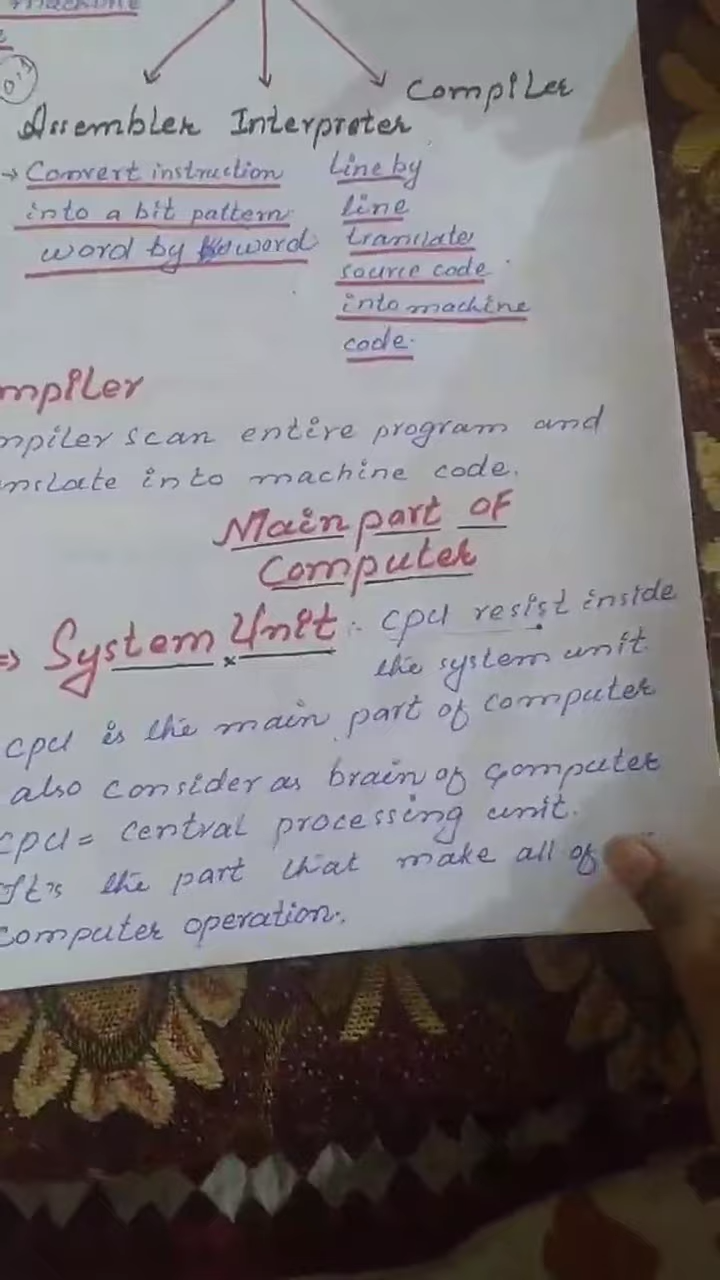 machine
Assembler Interpreter Compiler
→ Convert instruction
into a bit pattern
word by word
Line by
line
translate
source code
into machine
code.
mpiler
mpiler scan entire program and
nslate into machine code.
Main part of
Computer
⇒ System Unit :- CPU resist inside
the system unit
CPU is the main part of computer
also consider as brain of computer
CPU = central processing unit.
It's the part that make all of
computer operation.